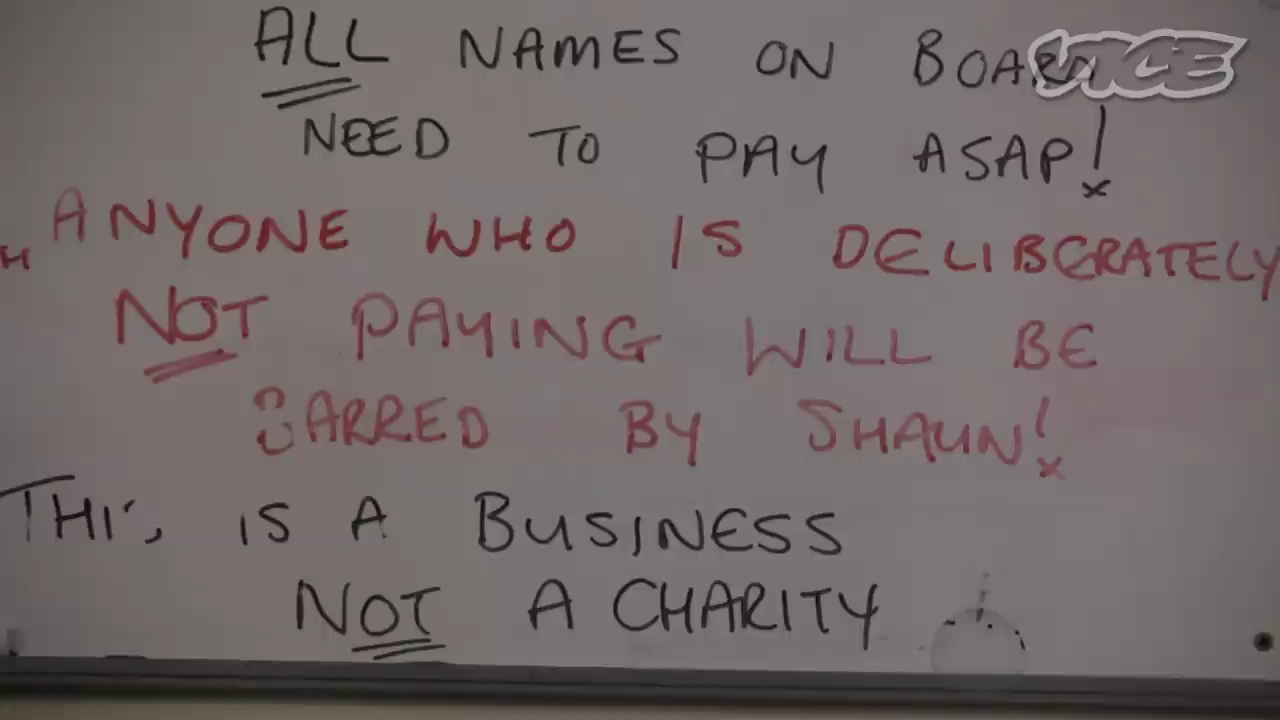 ALL NAMES ON BOARD
VICE
NEED TO PAY ASAP!
ANYONE WHO IS DELIBERATELY
H
NOT PAYING WILL BE
BARRED BY SHAUN!
THIS IS A BUSINESS
NOT A CHARITY